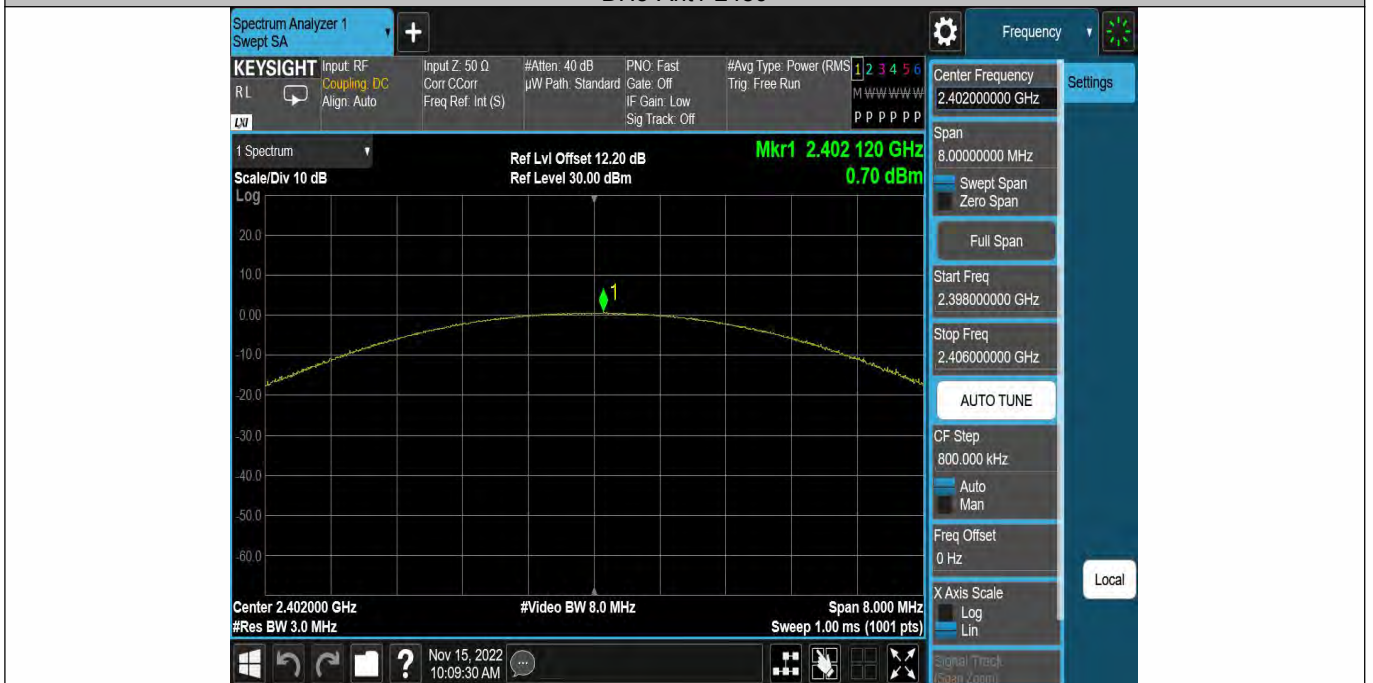 Spectrum Analyzer 1
Swept SA
+
Frequency
KEYSIGHT
RL
LXI
Input: RF
Coupling: DC
Align: Auto
Input Z: 50 Ω
Corr CCorr
Freq Ref: Int (S)
#Atten: 40 dB
µW Path: Standard
PNO: Fast
Gate: Off
IF Gain: Low
Sig Track: Off
#Avg Type: Power (RMS
Trig: Free Run
1 2 3 4 5 6
M W W W W W
P P P P P P
1 Spectrum
Scale/Div 10 dB
Log
Ref Lvl Offset 12.20 dB
Ref Level 30.00 dBm
Mkr1 2.402 120 GHz
0.70 dBm
1
20.0
10.0
0.00
-10.0
-20.0
-30.0
-40.0
-50.0
-60.0
Center 2.402000 GHz
#Res BW 3.0 MHz
#Video BW 8.0 MHz
Span 8.000 MHz
Sweep 1.00 ms (1001 pts)
?
Nov 15, 2022
10:09:30 AM
Center Frequency
2.402000000 GHz
Settings
Span
8.00000000 MHz
Swept Span
Zero Span
Full Span
Start Freq
2.398000000 GHz
Stop Freq
2.406000000 GHz
AUTO TUNE
CF Step
800.000 kHz
Auto
Man
Freq Offset
0 Hz
Local
X Axis Scale
Log
Lin
Signal Track
(Span Zoom)